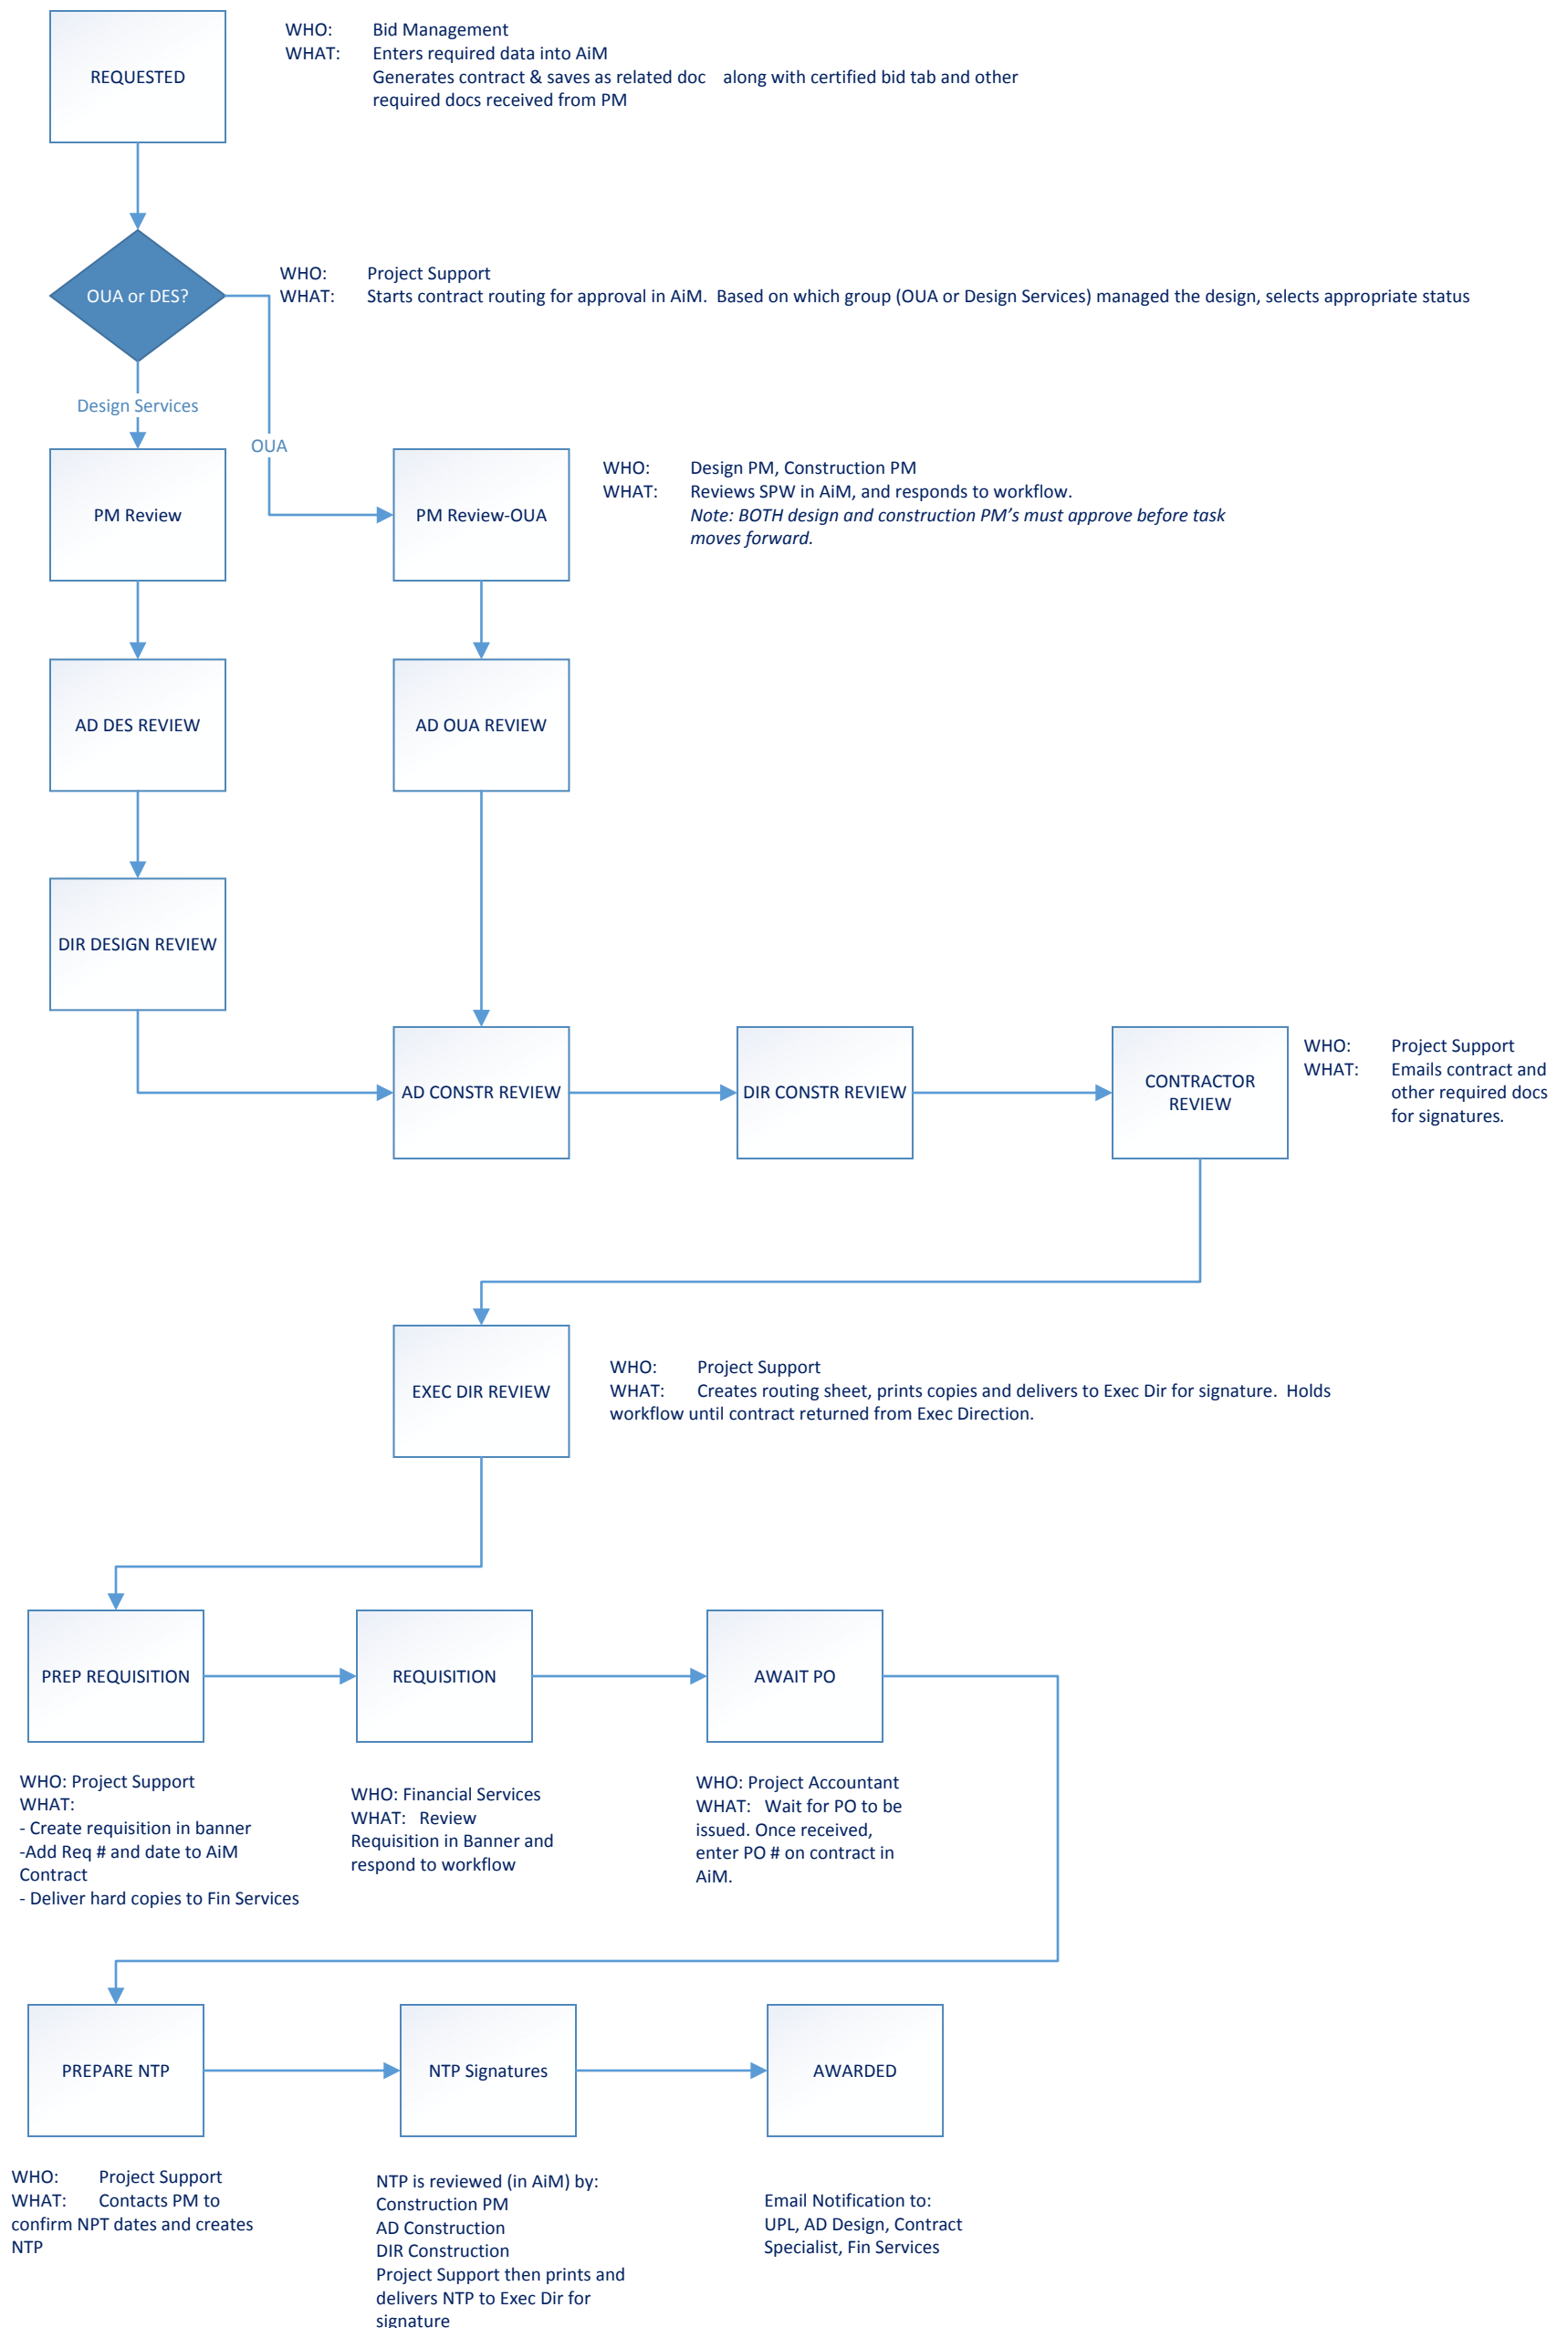 REQUESTED
WHO: Bid Management
WHAT: Enters required data into AiM
Generates contract & saves as related doc along with certified bid tab and other
required docs received from PM
OUA or DES?
WHO: Project Support
WHAT: Starts contract routing for approval in AiM. Based on which group (OUA or Design Services) managed the design, selects appropriate status
Design Services
OUA
PM Review
PM Review-OUA
WHO: Design PM, Construction PM
WHAT: Reviews SPW in AiM, and responds to workflow.
Note: BOTH design and construction PM's must approve before task
moves forward.
AD DES REVIEW
AD OUA REVIEW
DIR DESIGN REVIEW
AD CONSTR REVIEW
DIR CONSTR REVIEW
CONTRACTOR
REVIEW
WHO: Project Support
WHAT: Emails contract and
other required docs
for signatures.
EXEC DIR REVIEW
WHO: Project Support
WHAT: Creates routing sheet, prints copies and delivers to Exec Dir for signature. Holds
workflow until contract returned from Exec Direction.
PREP REQUISITION
REQUISITION
AWAIT PO
WHO: Project Support
WHAT:
- Create requisition in banner
-Add Req # and date to AiM
Contract
- Deliver hard copies to Fin Services
WHO: Financial Services
WHAT: Review
Requisition in Banner and
respond to workflow
WHO: Project Accountant
WHAT: Wait for PO to be
issued. Once received,
enter PO # on contract in
AiM.
PREPARE NTP
NTP Signatures
AWARDED
WHO: Project Support
WHAT: Contacts PM to
confirm NPT dates and creates
NTP
NTP is reviewed (in AiM) by:
Construction PM
AD Construction
DIR Construction
Project Support then prints and
delivers NTP to Exec Dir for
signature
Email Notification to:
UPL, AD Design, Contract
Specialist, Fin Services